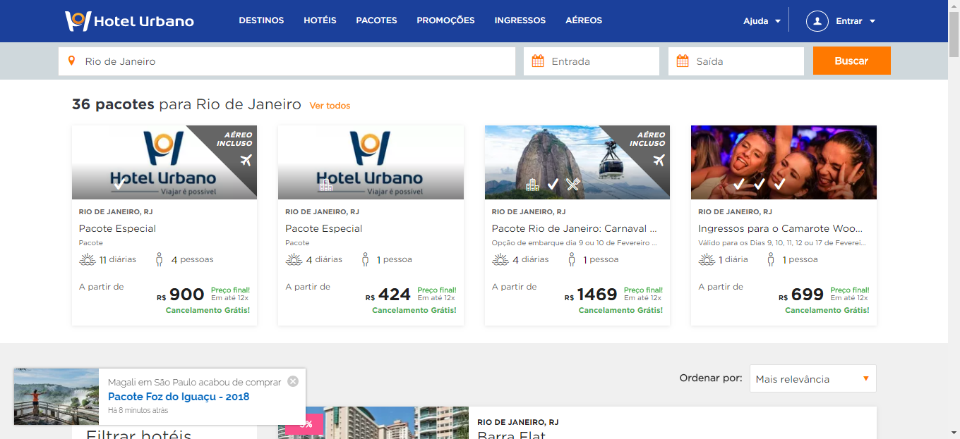 Hotel Urbano
DESTINOS HOTÉIS PACOTES PROMOÇÕES INGRESSOS AÉREOS
Ajuda Entrar
Rio de Janeiro Entrada Saída Buscar
36 pacotes para Rio de Janeiro Ver todos
AÉREO
INCLUSO
Hotel Urbano
Viajar é possível
RIO DE JANEIRO, RJ
Pacote Especial
Pacote
11 diárias 4 pessoas
A partir de
R$ 900 Preço final!
Em até 12x
Cancelamento Grátis!
Hotel Urbano
Viajar é possível
RIO DE JANEIRO, RJ
Pacote Especial
Pacote
4 diárias 1 pessoa
A partir de
R$ 424 Preço final!
Em até 12x
Cancelamento Grátis!
AÉREO
INCLUSO
RIO DE JANEIRO, RJ
Pacote Rio de Janeiro: Carnaval ...
Opção de embarque dia 9 ou 10 de Fevereiro ...
4 diárias 1 pessoa
A partir de
R$ 1469 Preço final!
Em até 12x
Cancelamento Grátis!
RIO DE JANEIRO, RJ
Ingressos para o Camarote Woo...
Válido para os Dias 9, 10, 11, 12 ou 17 de Fevereir...
1 diária 1 pessoa
A partir de
R$ 699 Preço final!
Em até 12x
Cancelamento Grátis!
Ordenar por: Mais relevância
Magali em São Paulo acabou de comprar
Pacote Foz do Iguaçu - 2018
Há 8 minutos atrás
Filtrar hotéis
RIO DE JANEIRO, RJ
Barra Flat